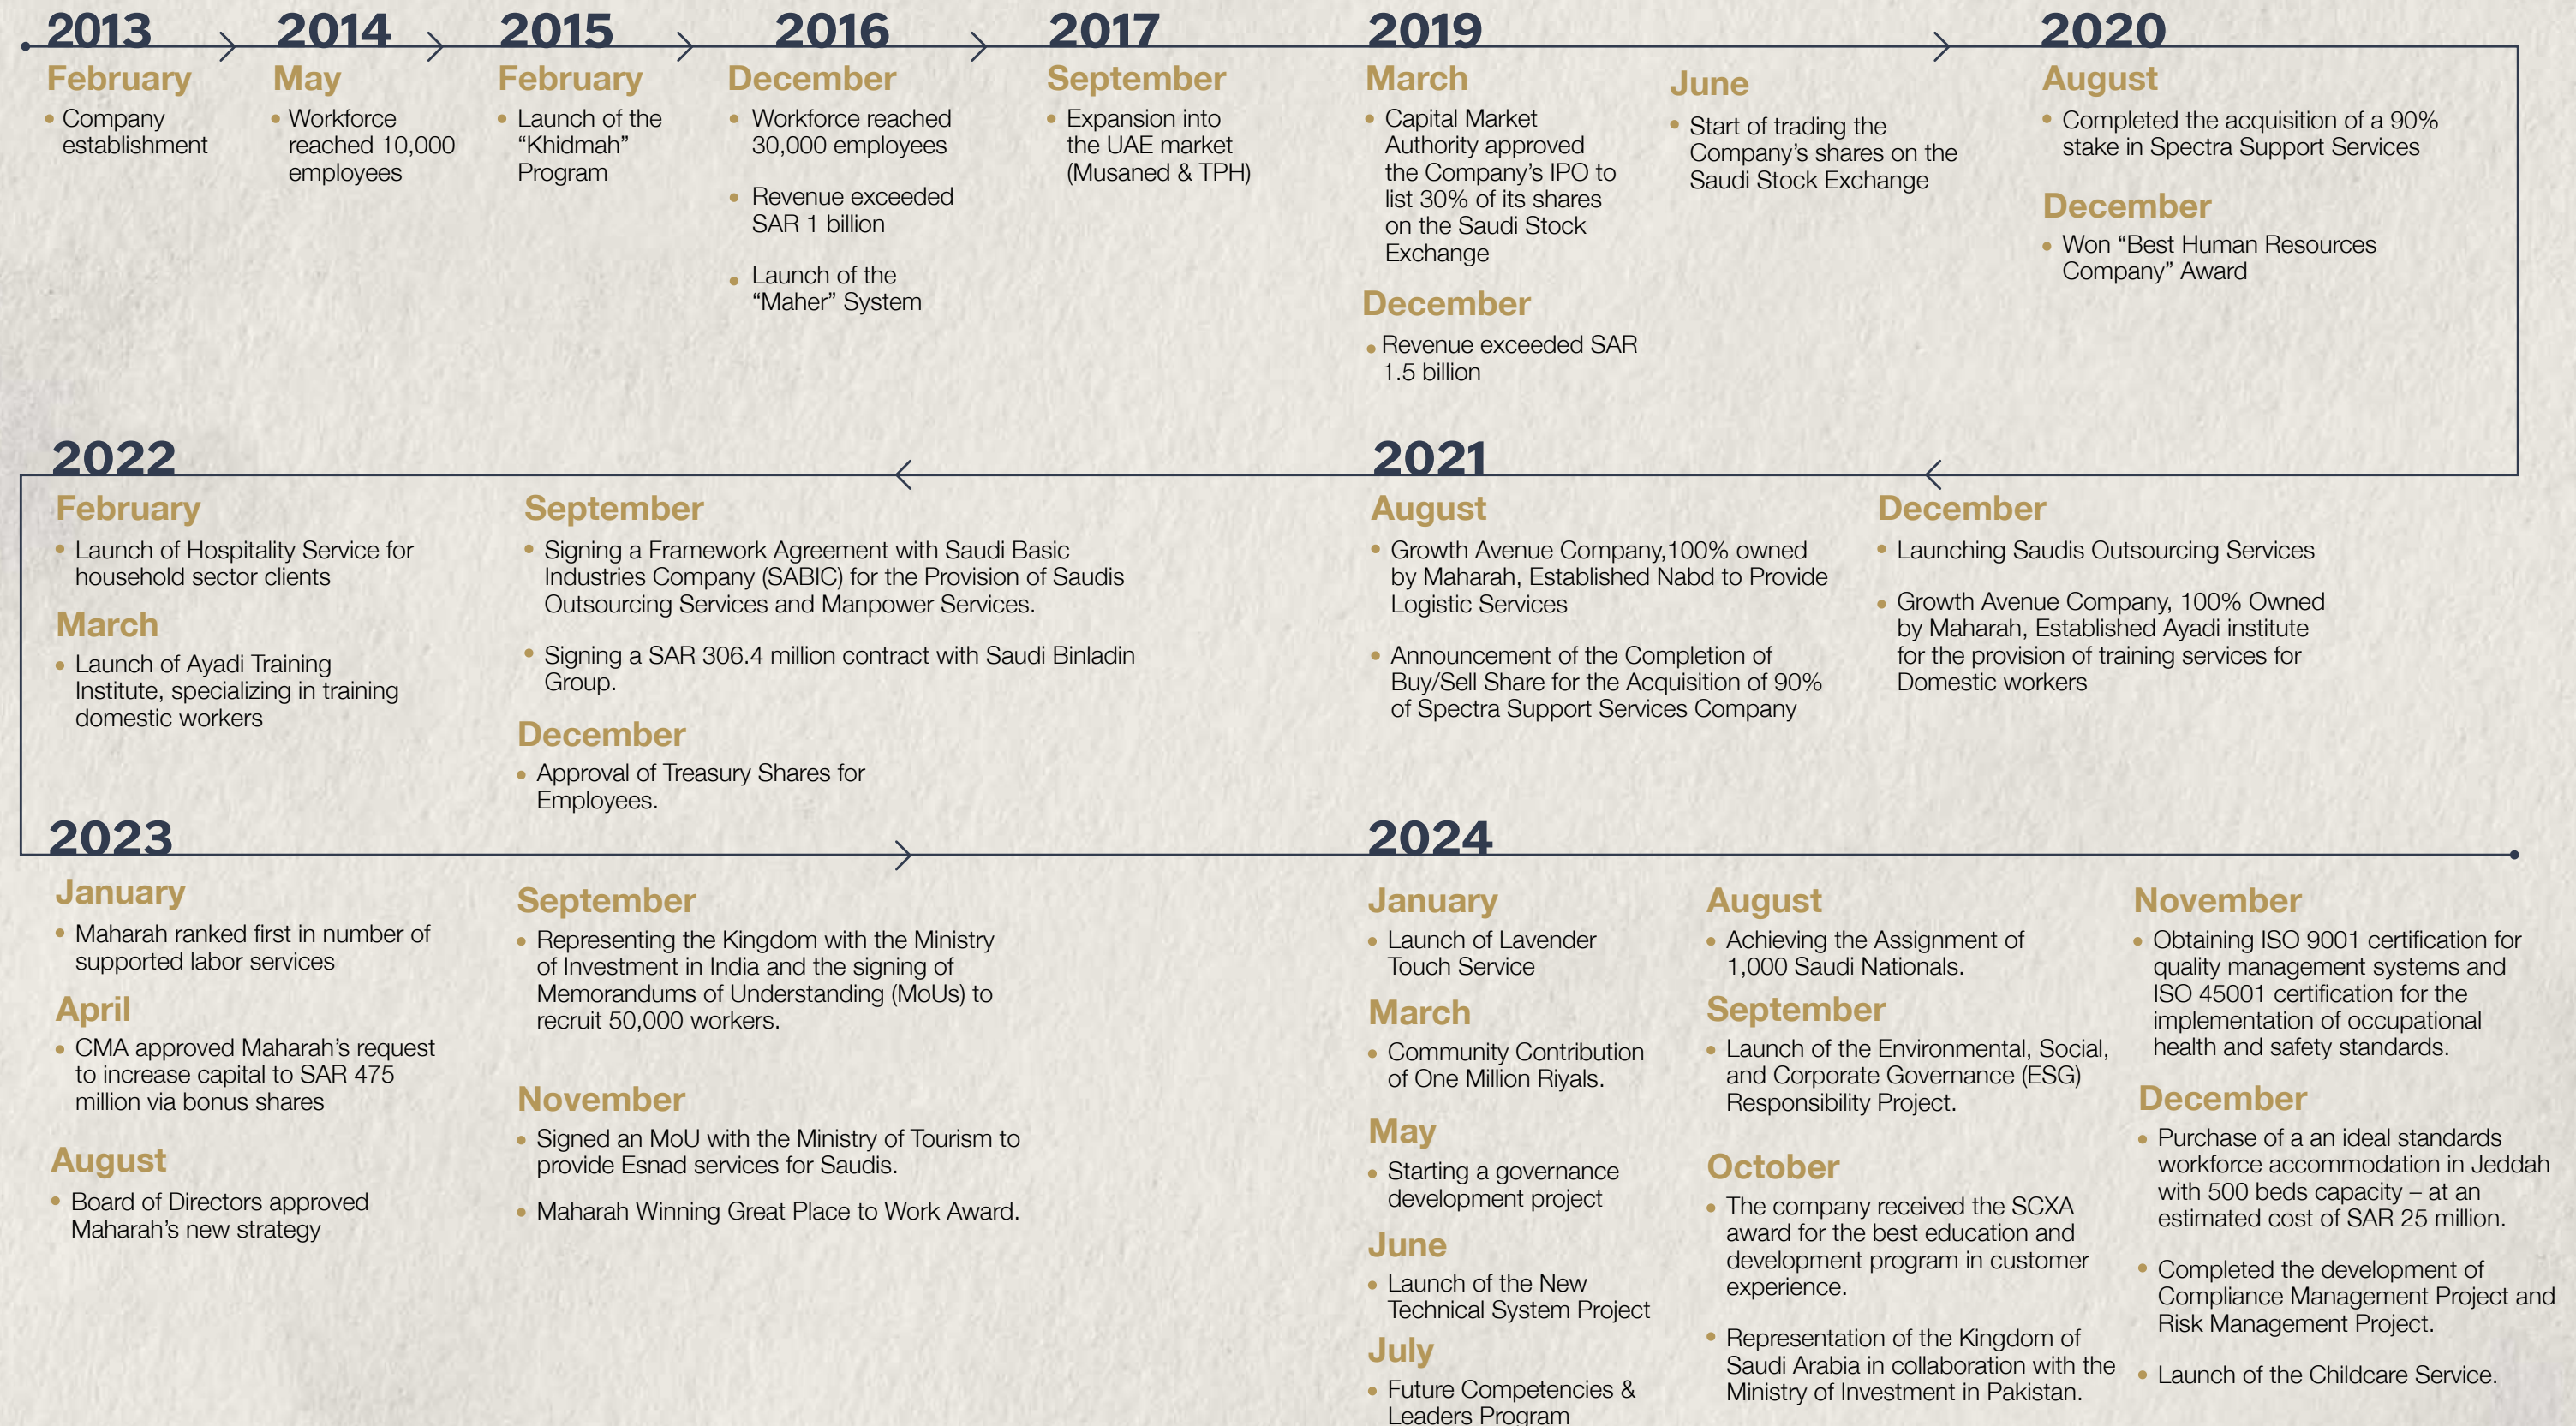 2013
February
Company
establishment
2014
May
Workforce
reached 10,000
employees
2015
February
Launch of the
“Khidmah”
Program
2016
December
Workforce reached
30,000 employees
Revenue exceeded
SAR 1 billion
Launch of the
“Maher” System
2017
September
Expansion into
the UAE market
(Musaned & TPH)
2019
March
Capital Market
Authority approved
the Company’s IPO to
list 30% of its shares
on the Saudi Stock
Exchange
December
Revenue exceeded SAR
1.5 billion
June
Start of trading the
Company’s shares on the
Saudi Stock Exchange
2020
August
Completed the acquisition of a 90%
stake in Spectra Support Services
December
Won “Best Human Resources
Company” Award
2021
August
Growth Avenue Company,100% owned
by Maharah, Established Nabd to Provide
Logistic Services
Announcement of the Completion of
Buy/Sell Share for the Acquisition of 90%
of Spectra Support Services Company
December
Launching Saudis Outsourcing Services
Growth Avenue Company, 100% Owned
by Maharah, Established Ayadi institute
for the provision of training services for
Domestic workers
2022
February
Launch of Hospitality Service for
household sector clients
March
Launch of Ayadi Training
Institute, specializing in training
domestic workers
September
Signing a Framework Agreement with Saudi Basic
Industries Company (SABIC) for the Provision of Saudis
Outsourcing Services and Manpower Services.
Signing a SAR 306.4 million contract with Saudi Binladin
Group.
December
Approval of Treasury Shares for
Employees.
2023
January
Maharah ranked first in number of
supported labor services
April
CMA approved Maharah’s request
to increase capital to SAR 475
million via bonus shares
August
Board of Directors approved
Maharah’s new strategy
September
Representing the Kingdom with the Ministry
of Investment in India and the signing of
Memorandums of Understanding (MoUs) to
recruit 50,000 workers.
November
Signed an MoU with the Ministry of Tourism to
provide Esnad services for Saudis.
Maharah Winning Great Place to Work Award.
2024
January
Launch of Lavender
Touch Service
March
Community Contribution
of One Million Riyals.
May
Starting a governance
development project
June
Launch of the New
Technical System Project
July
Future Competencies &
Leaders Program
August
Achieving the Assignment of
1,000 Saudi Nationals.
September
Launch of the Environmental, Social,
and Corporate Governance (ESG)
Responsibility Project.
October
The company received the SCXA
award for the best education and
development program in customer
experience.
Representation of the Kingdom of
Saudi Arabia in collaboration with the
Ministry of Investment in Pakistan.
November
Obtaining ISO 9001 certification for
quality management systems and
ISO 45001 certification for the
implementation of occupational
health and safety standards.
December
Purchase of a an ideal standards
workforce accommodation in Jeddah
with 500 beds capacity – at an
estimated cost of SAR 25 million.
Completed the development of
Compliance Management Project and
Risk Management Project.
Launch of the Childcare Service.